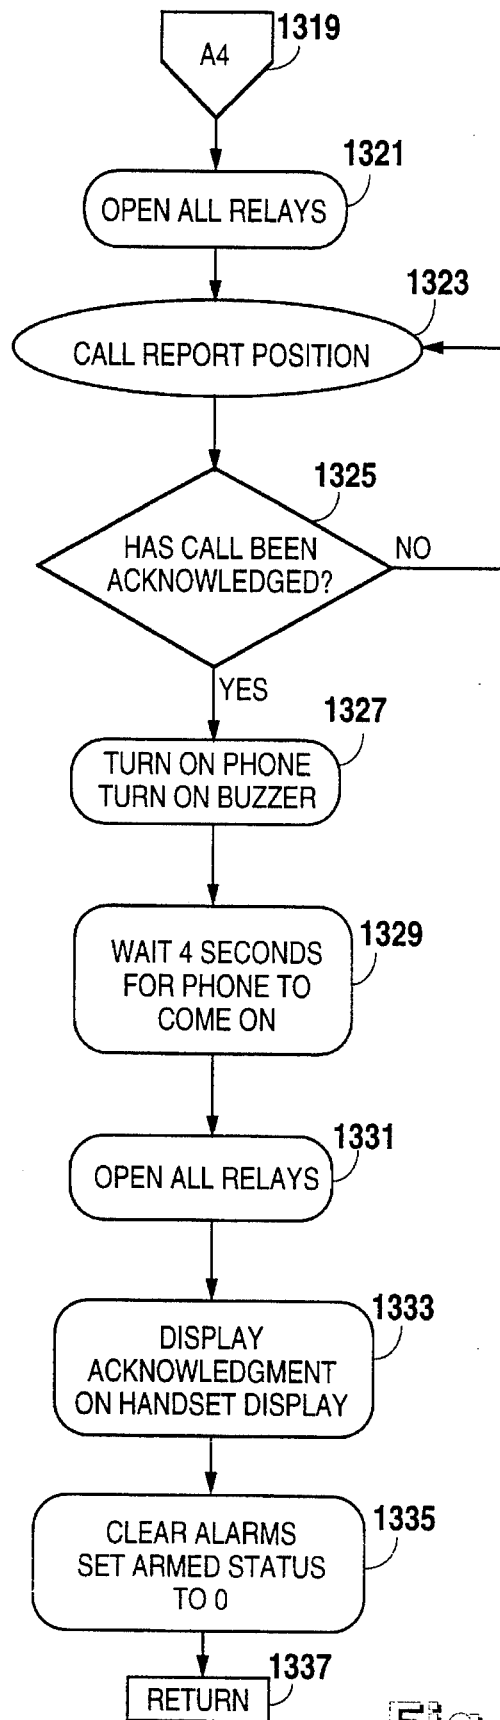 1319
A4
1321
OPEN ALL RELAYS
1323
CALL REPORT POSITION
1325
HAS CALL BEEN
ACKNOWLEDGED?
NO
YES
1327
TURN ON PHONE
TURN ON BUZZER
1329
WAIT 4 SECONDS
FOR PHONE TO
COME ON
1331
OPEN ALL RELAYS
1333
DISPLAY
ACKNOWLEDGMENT
ON HANDSET DISPLAY
1335
CLEAR ALARMS
SET ARMED STATUS
TO 0
1337
RETURN